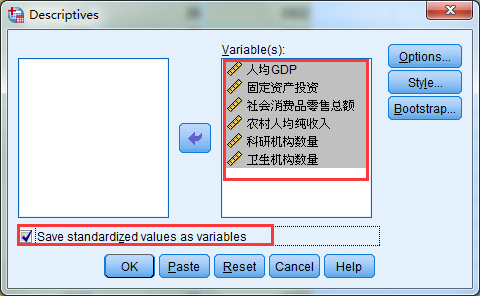 Descriptives
Variable(s):
人均GDP
固定资产投资
社会消费品零售总额
农村人均纯收入
科研机构数量
卫生机构数量
Options...
Style...
Bootstrap...
Save standardized values as variables
OK Paste Reset Cancel Help